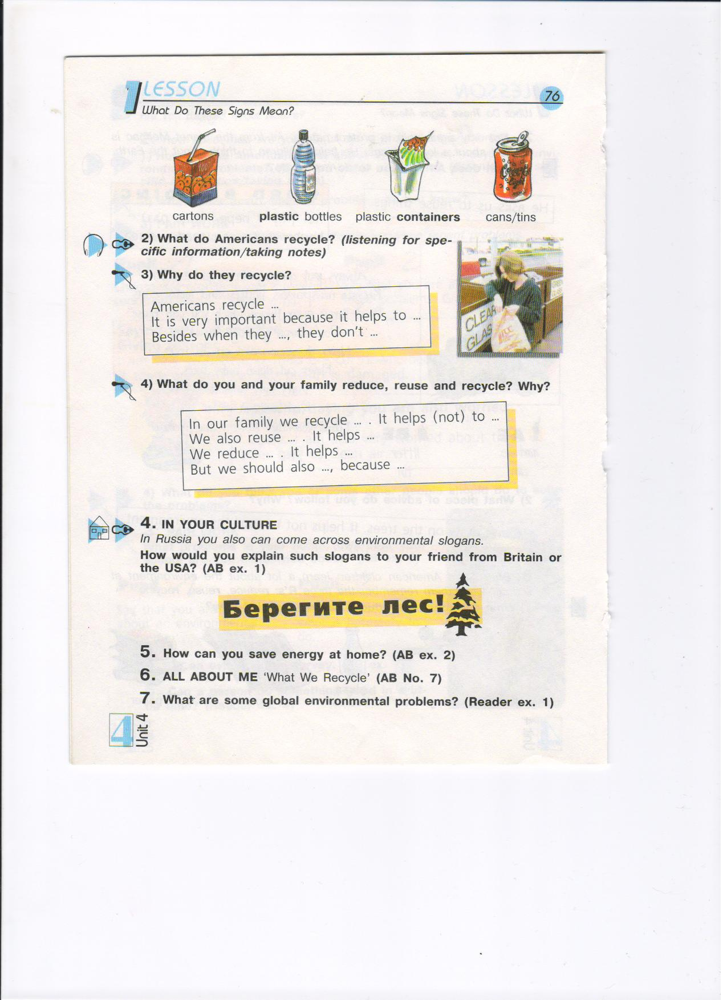 1 LESSON
76
What Do These Signs Mean?
cartons
plastic bottles
plastic containers
cans/tins
2) What do Americans recycle? (listening for spe-
cific information/taking notes)
3) Why do they recycle?
Americans recycle ...
It is very important because it helps to ...
Besides when they ..., they don't ...
CLEAR
GLAS
4) What do you and your family reduce, reuse and recycle? Why?
In our family we recycle ... . It helps (not) to ...
We also reuse ... . It helps ...
We reduce ... . It helps ...
But we should also ..., because ...
4. IN YOUR CULTURE
In Russia you also can come across environmental slogans.
How would you explain such slogans to your friend from Britain or
the USA? (AB ex. 1)
Берегите лес!
5. How can you save energy at home? (AB ex. 2)
6. ALL ABOUT ME 'What We Recycle' (AB No. 7)
7. What are some global environmental problems? (Reader ex. 1)
4 Unit 4